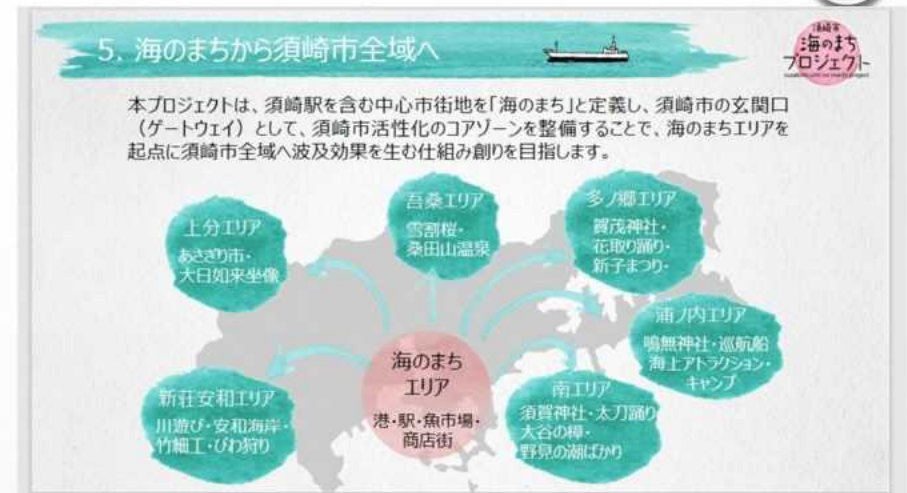 5. 海のまちから須崎市全域へ
須崎市
海のまち
プロジェクト
本プロジェクトは、須崎駅を含む中心市街地を「海のまち」と定義し、須崎市の玄関口
（ゲートウェイ）として、須崎市活性化のコアゾーンを整備することで、海のまちエリアを
起点に須崎市全域へ波及効果を生む仕組み創りを目指します。
上分エリア
あさぎり市・
大日如来坐像
吾桑エリア
雪割桜・
桑田山温泉
多ノ郷エリア
賀茂神社・
花取り踊り・
新子まつり・
浦ノ内エリア
鳴無神社・巡航船
海上アトラクション・
キャンプ
海のまち
エリア
港・駅・魚市場・
商店街
新荘安和エリア
川遊び・安和海岸・
竹細工・びわ狩り
南エリア
須賀神社・太刀踊り
大谷の樟・
野見の潮ばかり